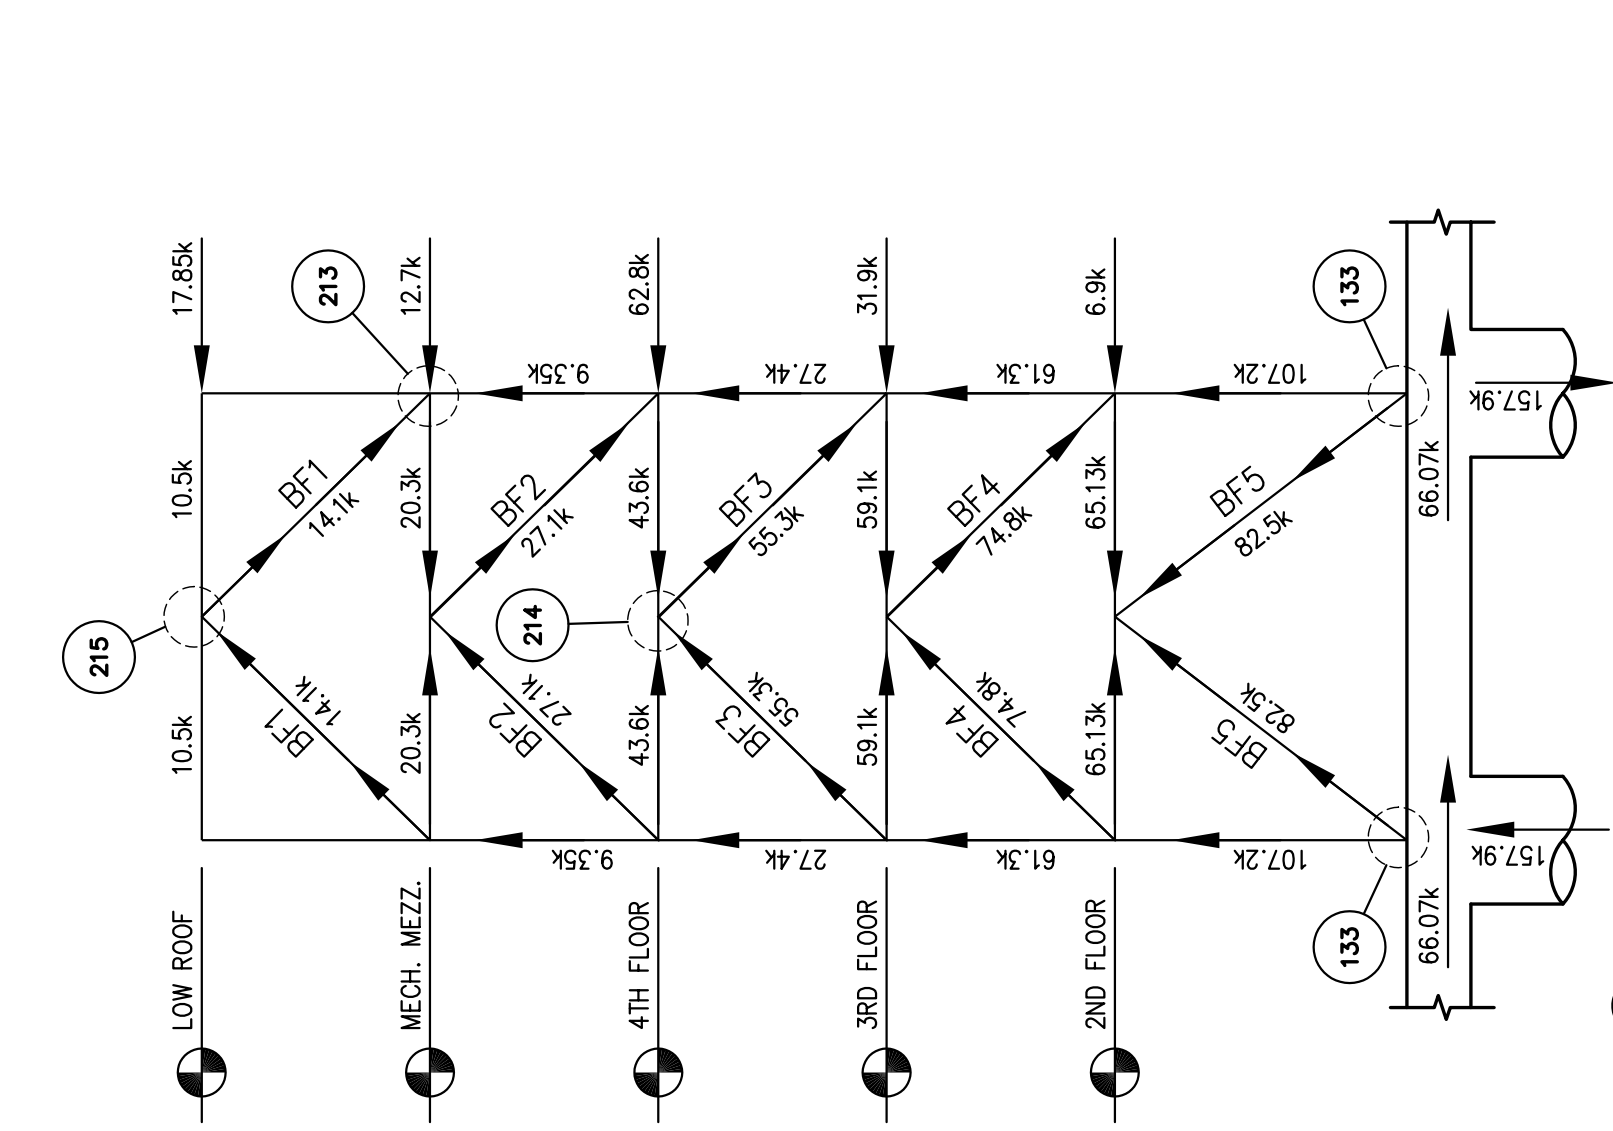 17.85k
213
12.7k
62.8k
31.9k
6.9k
133
9.35k
27.4k
61.3k
107.2k
157.9k
10.5k
BF1
14.1k
20.3k
BF2
27.1k
43.6k
BF3
55.3k
59.1k
BF4
74.8k
65.13k
BF5
82.5k
66.07k
215
214
10.5k
BF1
14.1k
20.3k
BF2
27.1k
43.6k
BF3
55.3k
59.1k
BF4
74.8k
65.13k
BF5
82.5k
9.35k
27.4k
61.3k
107.2k
157.9k
66.07k
133
LOW ROOF
MECH. MEZZ.
4TH FLOOR
3RD FLOOR
2ND FLOOR